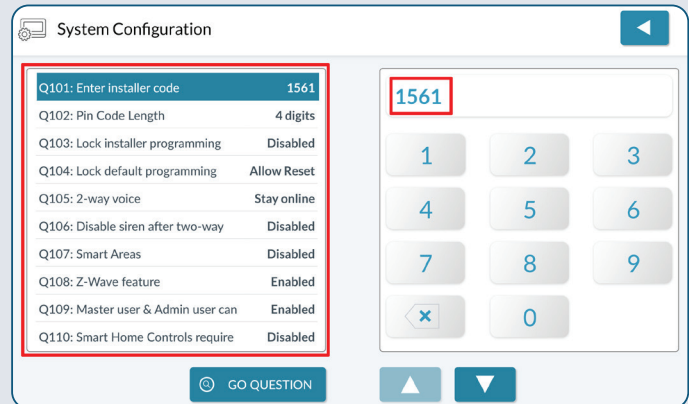 System Configuration
Q101: Enter installer code 1561
Q102: Pin Code Length 4 digits
Q103: Lock installer programming Disabled
Q104: Lock default programming Allow Reset
Q105: 2-way voice Stay online
Q106: Disable siren after two-way Disabled
Q107: Smart Areas Disabled
Q108: Z-Wave feature Enabled
Q109: Master user & Admin user can Enabled
Q110: Smart Home Controls require Disabled
GO QUESTION
1561
1 2 3
4 5 6
7 8 9
0